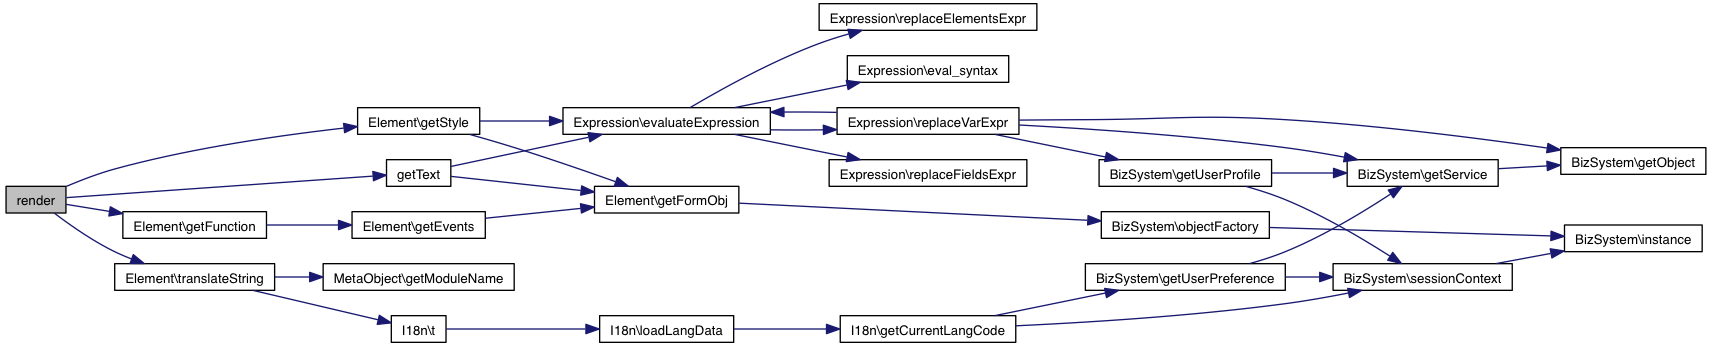 Expression\replaceElementsExpr
Expression\eval_syntax
Element\getStyle
Expression\evaluateExpression
Expression\replaceVarExpr
BizSystem\getObject
getText
Expression\replaceFieldsExpr
BizSystem\getUserProfile
BizSystem\getService
render
Element\getFormObj
Element\getFunction
Element\getEvents
BizSystem\objectFactory
BizSystem\instance
Element\translateString
MetaObject\getModuleName
BizSystem\getUserPreference
BizSystem\sessionContext
I18n\t
I18n\loadLangData
I18n\getCurrentLangCode